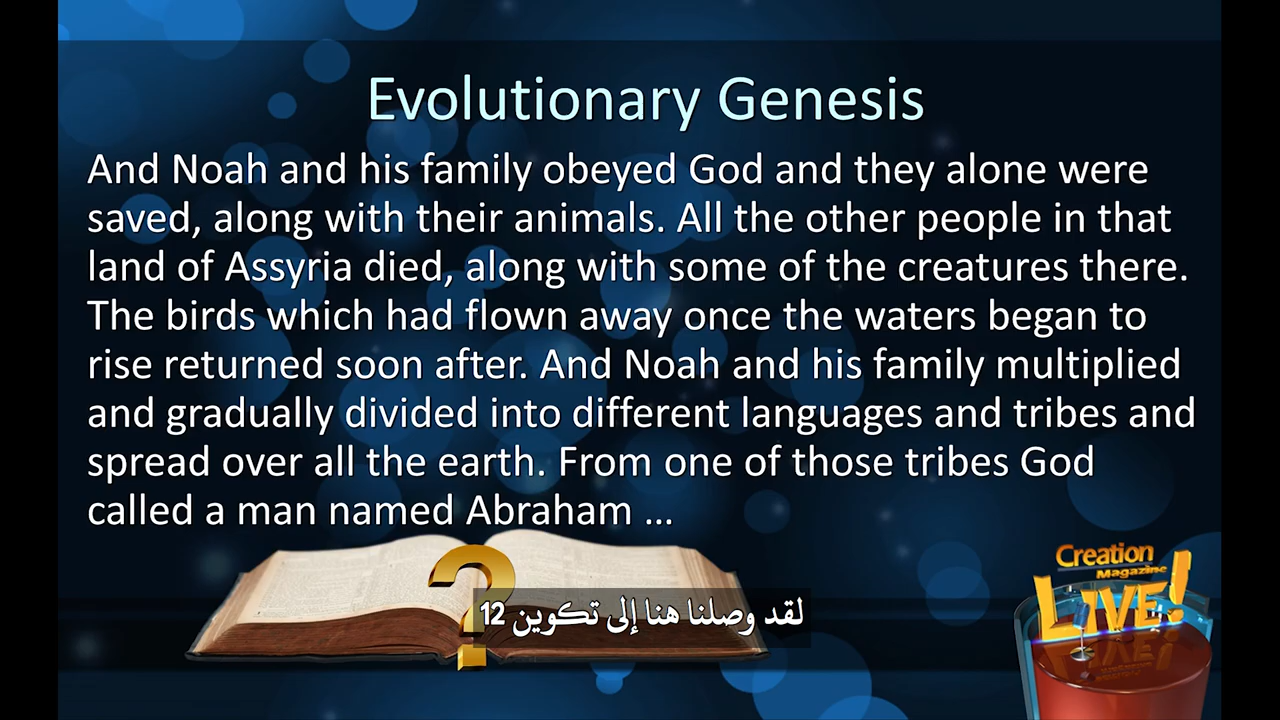 Evolutionary Genesis
And Noah and his family obeyed God and they alone were
saved, along with their animals. All the other people in that
land of Assyria died, along with some of the creatures there.
The birds which had flown away once the waters began to
rise returned soon after. And Noah and his family multiplied
and gradually divided into different languages and tribes and
spread over all the earth. From one of those tribes God
called a man named Abraham ...
?
لقد وصلنا هنا إلى تكوين 12
Creation
Magazine
LIVE!